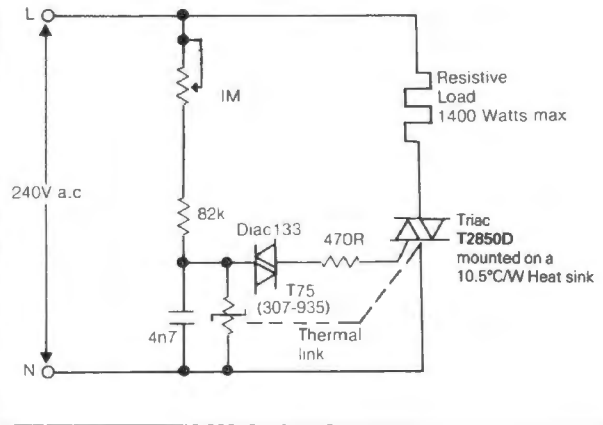 L
IM
Resistive
Load
1400 Watts max
240V a.c
82k
Diac133
470R
Triac
T2850D
mounted on a
10.5°C/W Heat sink
T75
(307-935)
4n7
Thermal
link
N